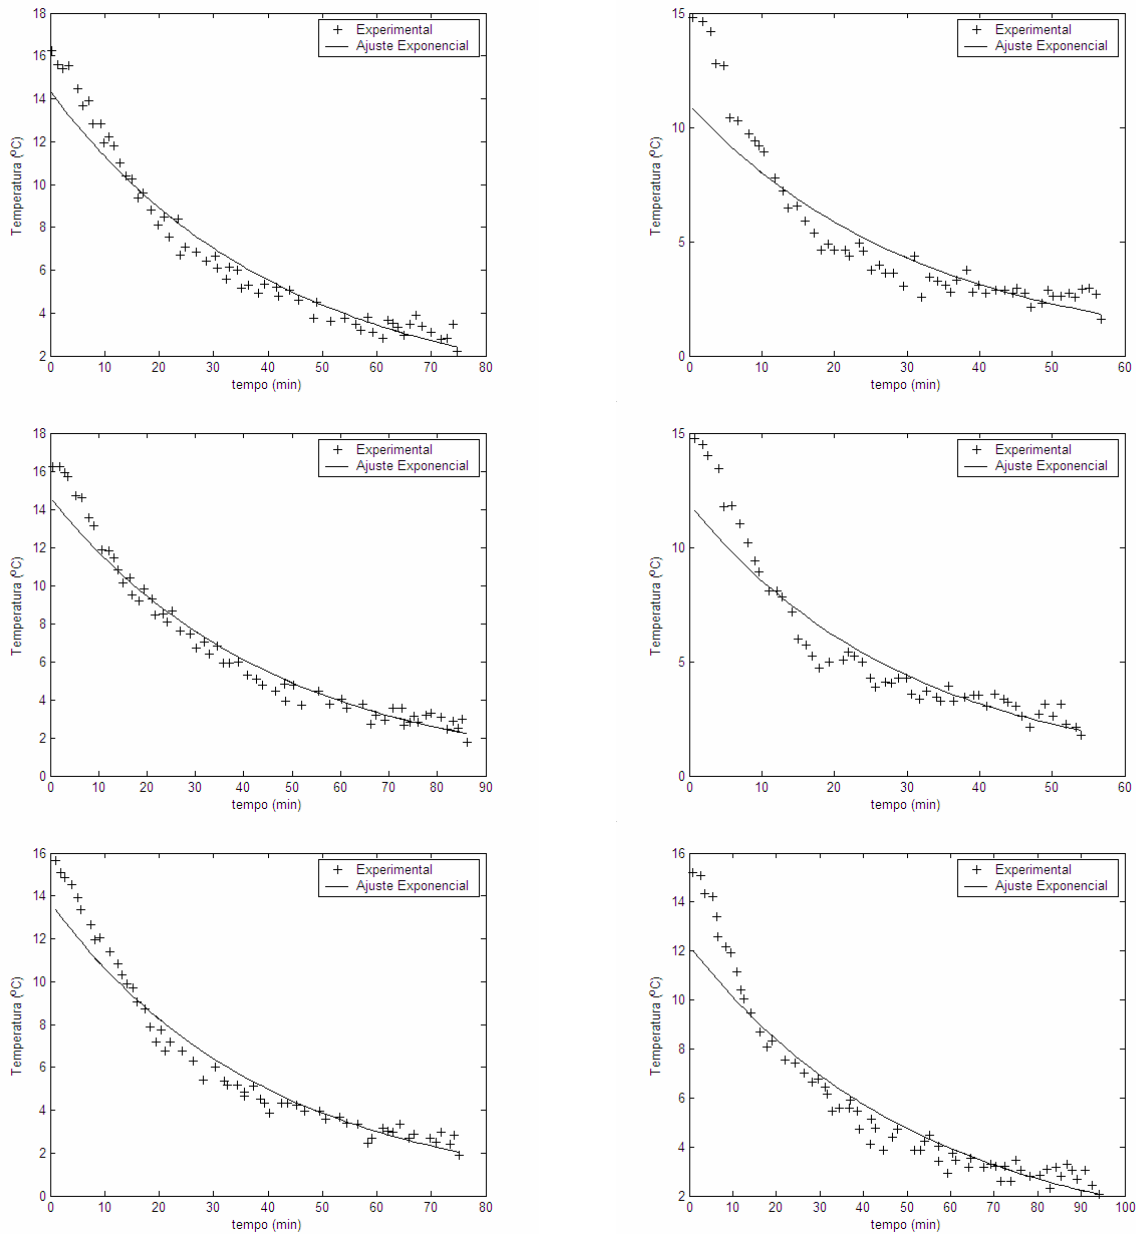 18
16
14
12
10
8
6
4
2
Temperatura (ºC)
0 10 20 30 40 50 60 70 80
tempo (min)
Experimental
Ajuste Exponencial
15
10
5
0
Temperatura (ºC)
0 10 20 30 40 50 60
tempo (min)
Experimental
Ajuste Exponencial
18
16
14
12
10
8
6
4
2
0
Temperatura (ºC)
0 10 20 30 40 50 60 70 80 90
tempo (min)
Experimental
Ajuste Exponencial
15
10
5
0
Temperatura (ºC)
0 10 20 30 40 50 60
tempo (min)
Experimental
Ajuste Exponencial
16
14
12
10
8
6
4
2
0
Temperatura (ºC)
0 10 20 30 40 50 60 70 80
tempo (min)
Experimental
Ajuste Exponencial
16
14
12
10
8
6
4
2
Temperatura (ºC)
0 10 20 30 40 50 60 70 80 90 100
tempo (min)
Experimental
Ajuste Exponencial